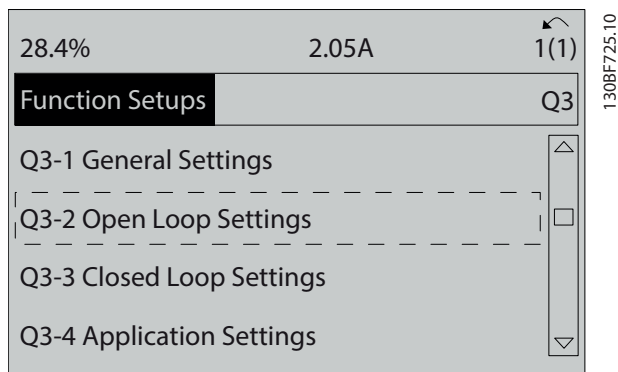 28.4% 2.05A 1(1)
Function Setups Q3
Q3-1 General Settings
Q3-2 Open Loop Settings
Q3-3 Closed Loop Settings
Q3-4 Application Settings
130BF725.10